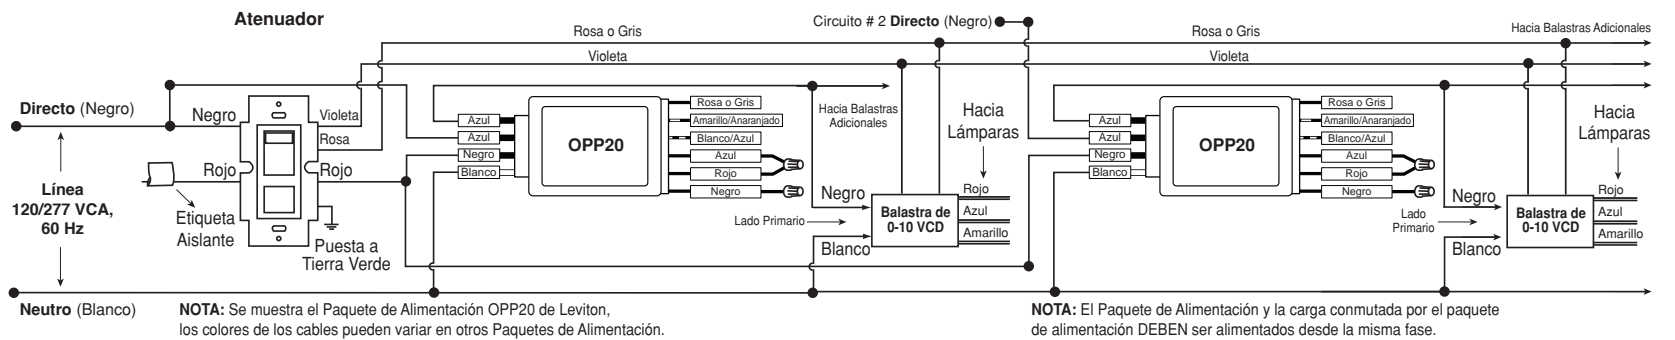 Atenuador
Circuito # 2 Directo (Negro)
Rosa o Gris
Rosa o Gris
Hacia Balastras Adicionales
Violeta
Violeta
Directo (Negro)
Negro
Violeta
Rosa
Rojo
Rojo
Línea
120/277 VCA,
60 Hz
Etiqueta
Aislante
Puesta a
Tierra Verde
Azul
Azul
Negro
Blanco
OPP20
Rosa o Gris
Amarillo/Anaranjado
Blanco/Azul
Azul
Rojo
Negro
Hacia Balastras
Adicionales
Hacia
Lámparas
Negro
Lado Primario
Blanco
Balastra de
0-10 VCD
Rojo
Azul
Amarillo
Azul
Azul
Negro
Blanco
OPP20
Rosa o Gris
Amarillo/Anaranjado
Blanco/Azul
Azul
Rojo
Negro
Hacia
Lámparas
Negro
Lado
Primario
Blanco
Balastra de
0-10 VCD
Rojo
Azul
Amarillo
Neutro (Blanco)
NOTA: Se muestra el Paquete de Alimentación OPP20 de Leviton,
los colores de los cables pueden variar en otros Paquetes de Alimentación.
NOTA: El Paquete de Alimentación y la carga conmutada por el paquete
de alimentación DEBEN ser alimentados desde la misma fase.